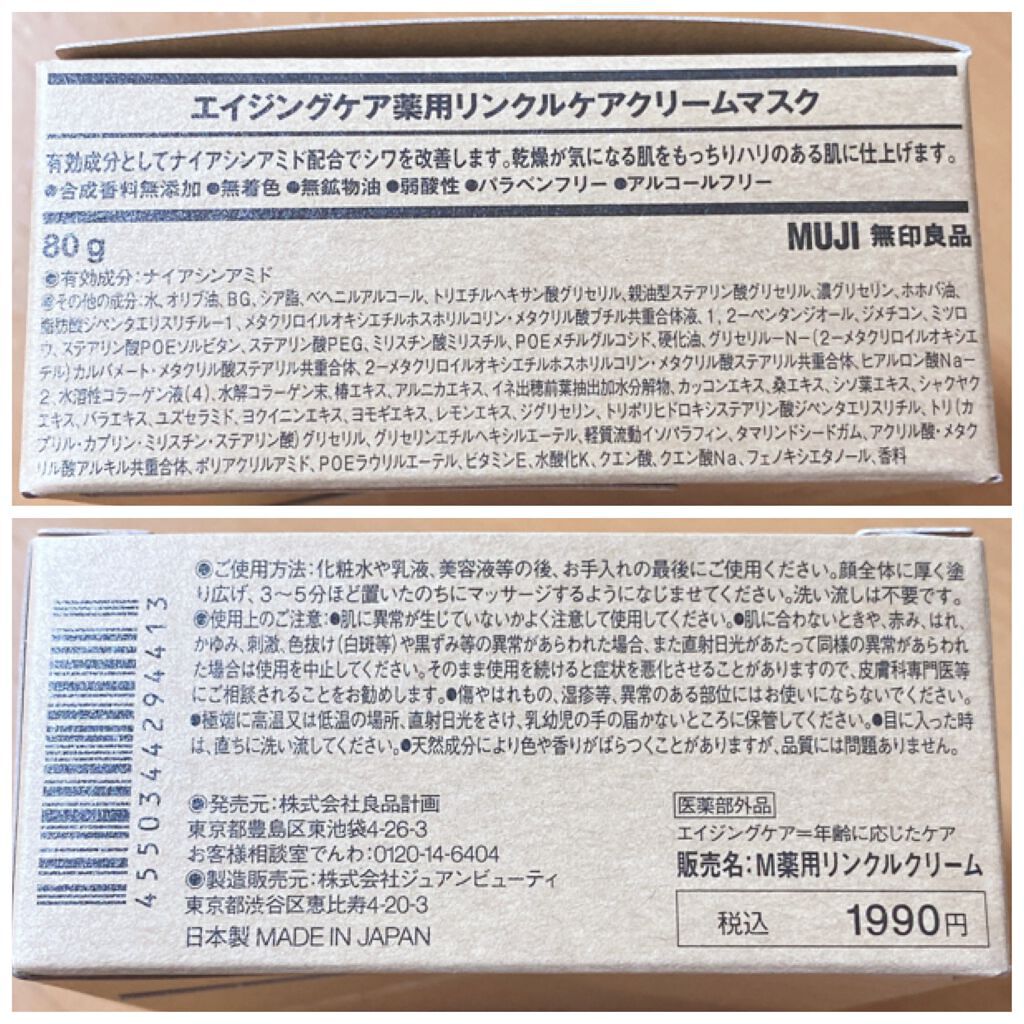 エイジングケア薬用リンクルケアクリームマスク
有効成分としてナイアシンアミド配合でシワを改善します。乾燥が気になる肌をもっちりハリのある肌に仕上げます。
●合成香料無添加 ●無着色 ●無鉱物油 ●弱酸性 ●パラベンフリー ●アルコールフリー
80g
MUJI 無印良品
●有効成分：ナイアシンアミド
●その他の成分：水、オリブ油、BG、シア脂、ベヘニルアルコール、トリエチルヘキサン酸グリセリル、親油型ステアリン酸グリセリル、濃グリセリン、ホホバ油、
脂肪酸ジペンタエリスリチル－1、メタクリロイルオキシエチルホスホリルコリン・メタクリル酸ブチル共重合体液、1，2－ペンタンジオール、ジメチコン、ミツロ
ウ、ステアリン酸POEソルビタン、ステアリン酸PEG、ミリスチン酸ミリスチル、POEメチルグルコシド、硬化油、グリセリル－N－(2－メタクリロイルオキシエ
チル)カルバメート・メタクリル酸ステアリル共重合体、2－メタクリロイルオキシエチルホスホリルコリン・メタクリル酸ステアリル共重合体、ヒアルロン酸Na－
2、水溶性コラーゲン液(4)、水解コラーゲン末、椿エキス、アルニカエキス、イネ出穂前葉抽出加水分解物、カッコンエキス、桑エキス、シソ葉エキス、シャクヤク
エキス、バラエキス、ユズセラミド、ヨクイニンエキス、ヨモギエキス、レモンエキス、ジグリセリン、トリポリヒドロキシステアリン酸ジペンタエリスリチル、トリ(カ
プリル・カプリン・ミリスチン・ステアリン酸)グリセリル、グリセリンエチルヘキシルエーテル、軽質流動イソパラフィン、タマリンドシードガム、アクリル酸・メタク
リル酸アルキル共重合体、ポリアクリルアミド、POEラウリルエーテル、ビタミンE、水酸化K、クエン酸、クエン酸Na、フェノキシエタノール、香料
●ご使用方法：化粧水や乳液、美容液等の後、お手入れの最後にご使用ください。顔全体に厚く塗
り広げ、3〜5分ほど置いたのちにマッサージするようになじませてください。洗い流しは不要です。
●使用上のご注意：●肌に異常が生じていないかよく注意して使用してください。●肌に合わないときや、赤み、はれ、
かゆみ、刺激、色抜け(白斑等)や黒ずみ等の異常があらわれた場合、また直射日光があたって同様の異常があらわれ
た場合は使用を中止してください。そのまま使用を続けると症状を悪化させることがありますので、皮膚科専門医等
にご相談されることをお勧めします。●傷やはれもの、湿疹等、異常のある部位にはお使いにならないでください。
●極端に高温又は低温の場所、直射日光をさけ、乳幼児の手の届かないところに保管してください。●目に入った時
は、直ちに洗い流してください。●天然成分により色や香りがばらつくことがありますが、品質には問題ありません。
4550344294413
●発売元：株式会社良品計画
東京都豊島区東池袋4-26-3
お客様相談室でんわ：0120-14-6404
●製造販売元：株式会社ジュアンビューティ
東京都渋谷区恵比寿4-20-3
日本製 MADE IN JAPAN
医薬部外品
エイジングケア＝年齢に応じたケア
販売名：M薬用リンクルクリーム
税込 1990円